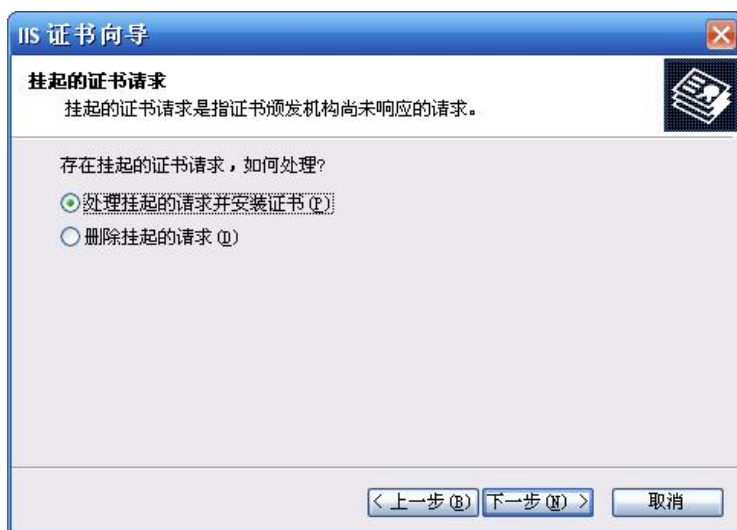 IIS 证书向导
挂起的证书请求
挂起的证书请求是指证书颁发机构尚未响应的请求。
存在挂起的证书请求，如何处理?
处理挂起的请求并安装证书(P)
删除挂起的请求(D)
< 上一步(B) 下一步(N) > 取消